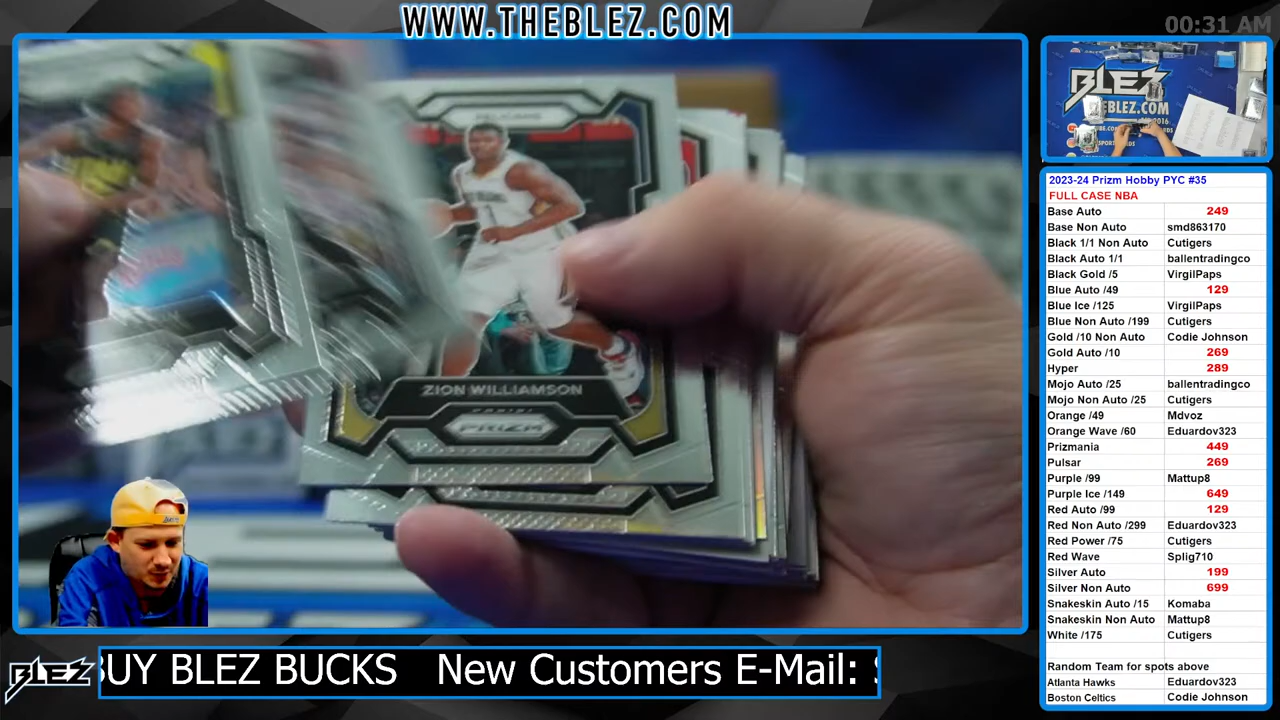 WWW.THEBLEZ.COM
00:31 AM
BLEZ
PELICANS
ZION WILLIAMSON
PANINI
PRIZM
2023-24 Prizm Hobby PYC #35
FULL CASE NBA
Base Auto 249
Base Non Auto smd863170
Black 1/1 Non Auto Cutigers
Black Auto 1/1 ballentradingco
Black Gold /5 VirgilPaps
Blue Auto /49 129
Blue Ice /125 VirgilPaps
Blue Non Auto /199 Cutigers
Gold /10 Non Auto Codie Johnson
Gold Auto /10 269
Hyper 289
Mojo Auto /25 ballentradingco
Mojo Non Auto /25 Cutigers
Orange /49 Mdvoz
Orange Wave /60 Eduardov323
Prizmania 449
Pulsar 269
Purple /99 Mattup8
Purple Ice /149 649
Red Auto /99 129
Red Non Auto /299 Eduardov323
Red Power /75 Cutigers
Red Wave Splig710
Silver Auto 199
Silver Non Auto 699
Snakeskin Auto /15 Komaba
Snakeskin Non Auto Mattup8
White /175 Cutigers
Random Team for spots above
Atlanta Hawks Eduardov323
Boston Celtics Codie Johnson
BLEZ
BUY BLEZ BUCKS New Customers E-Mail: